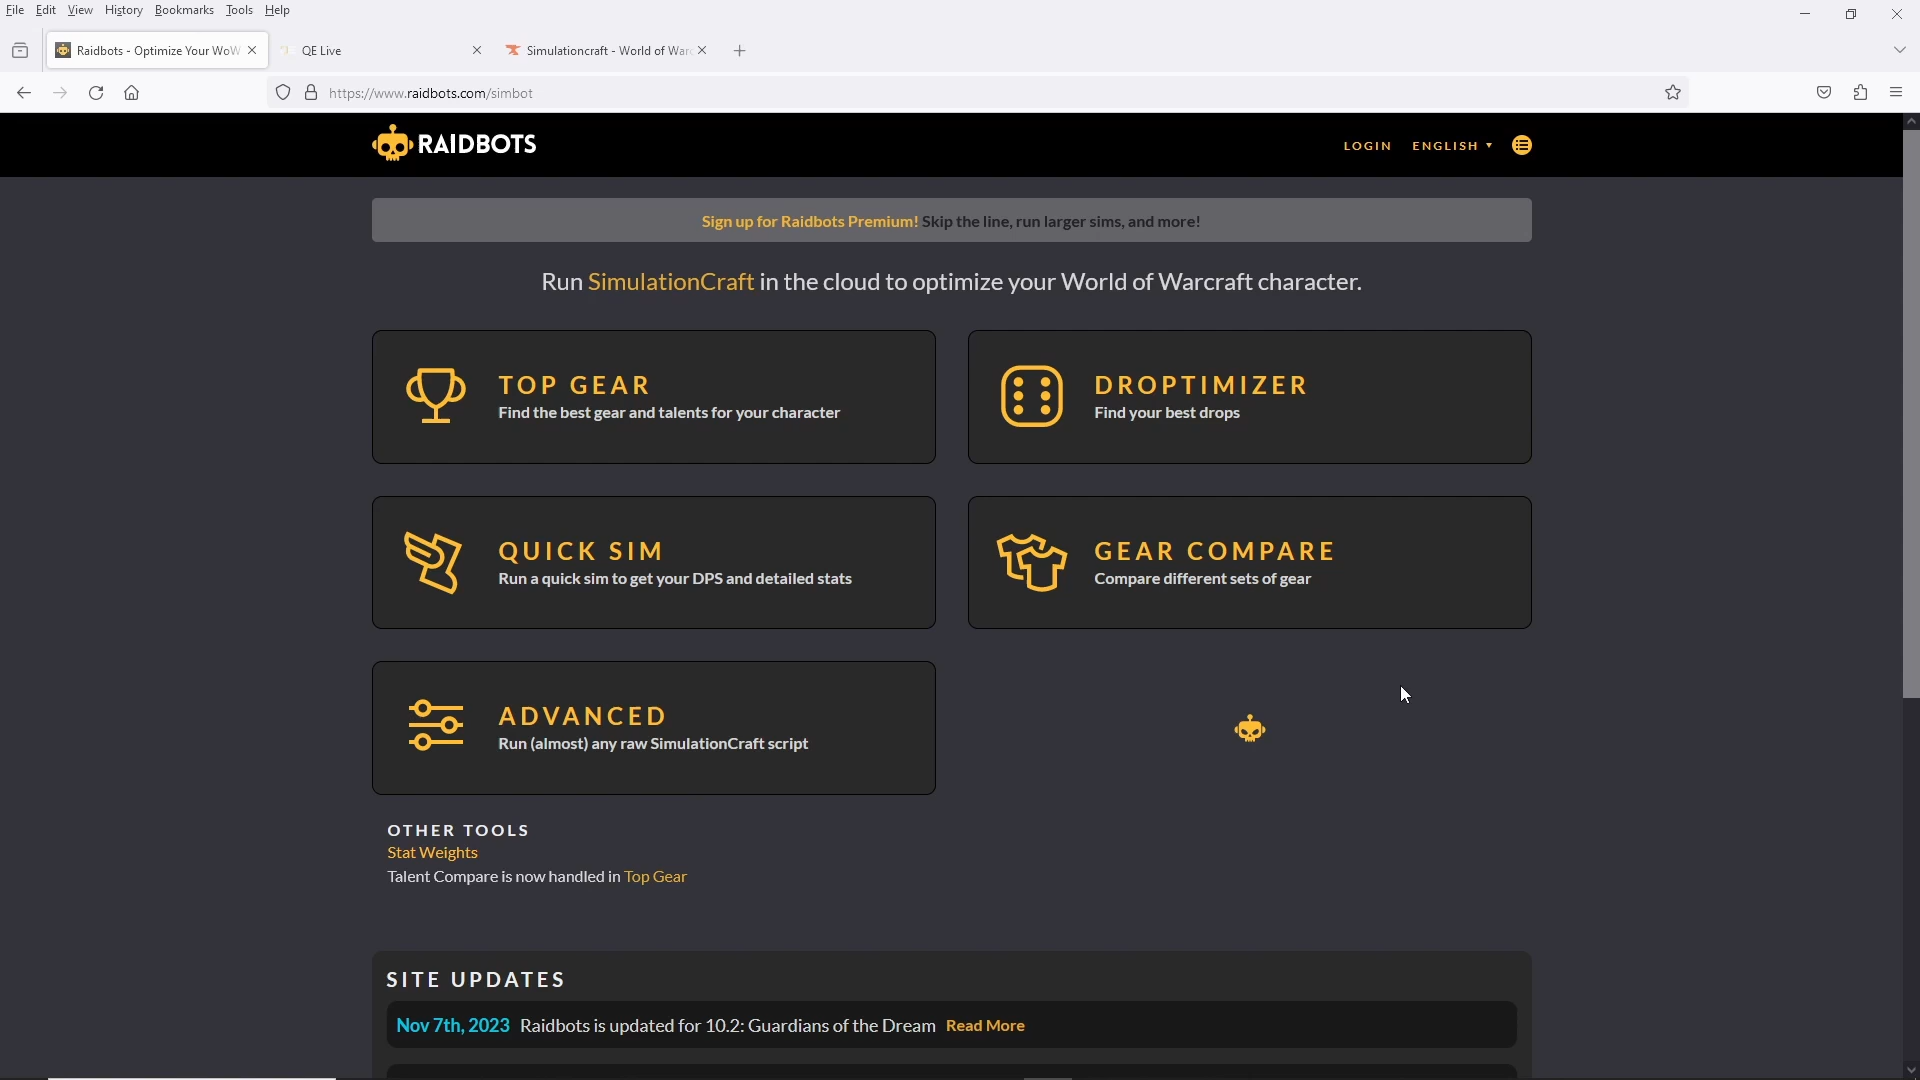 File Edit View History Bookmarks Tools Help
Raidbots - Optimize Your WoW
QE Live
Simulationcraft - World of War
https://www.raidbots.com/simbot
RAIDBOTS
LOGIN
ENGLISH
Sign up for Raidbots Premium! Skip the line, run larger sims, and more!
Run SimulationCraft in the cloud to optimize your World of Warcraft character.
TOP GEAR
Find the best gear and talents for your character
DROPTIMIZER
Find your best drops
QUICK SIM
Run a quick sim to get your DPS and detailed stats
GEAR COMPARE
Compare different sets of gear
ADVANCED
Run (almost) any raw SimulationCraft script
OTHER TOOLS
Stat Weights
Talent Compare is now handled in Top Gear
SITE UPDATES
Nov 7th, 2023 Raidbots is updated for 10.2: Guardians of the Dream Read More